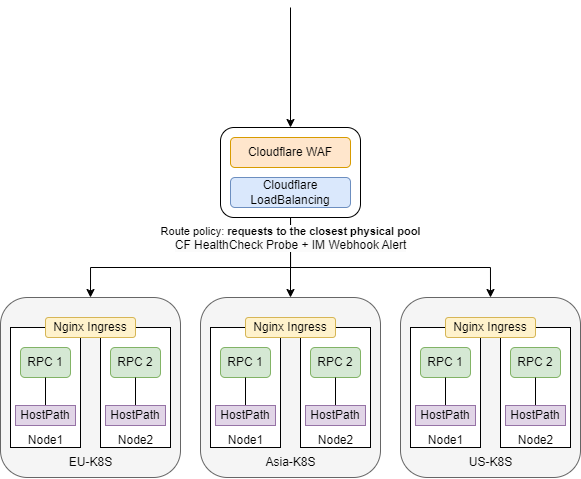 Cloudflare WAF
Cloudflare
LoadBalancing
Route policy: requests to the closest physical pool
CF HealthCheck Probe + IM Webhook Alert
Nginx Ingress
RPC 1
RPC 2
HostPath
HostPath
Node1
Node2
EU-K8S
Nginx Ingress
RPC 1
RPC 2
HostPath
HostPath
Node1
Node2
Asia-K8S
Nginx Ingress
RPC 1
RPC 2
HostPath
HostPath
Node1
Node2
US-K8S